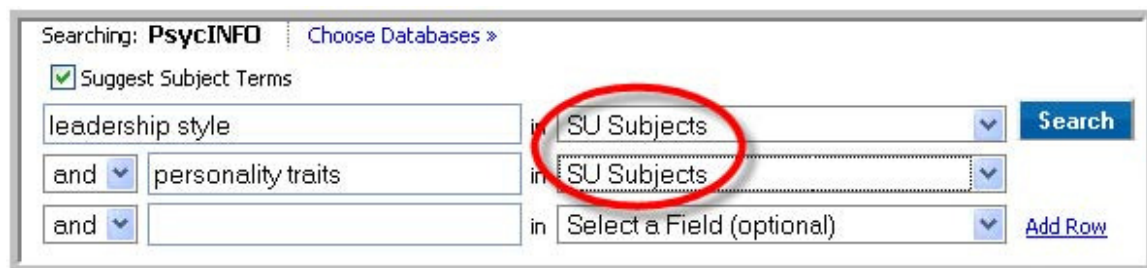 Searching: PsycINFO Choose Databases »
Suggest Subject Terms
leadership style in SU Subjects Search
and personality traits in SU Subjects
and in Select a Field (optional) Add Row